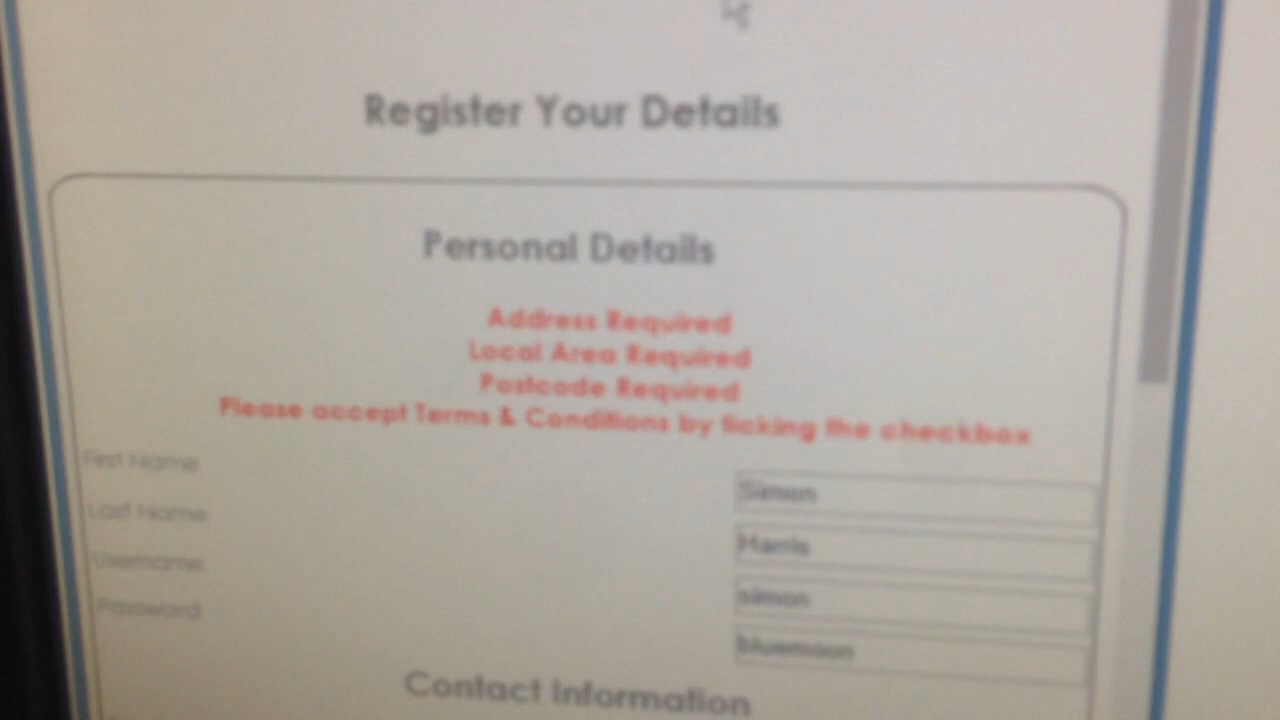 Register Your Details
Personal Details
Address Required
Local Area Required
Postcode Required
Please accept Terms & Conditions by ticking the checkbox
First Name
Simon
Last Name
Harris
Username
simon
Password
bluemoon
Contact Information